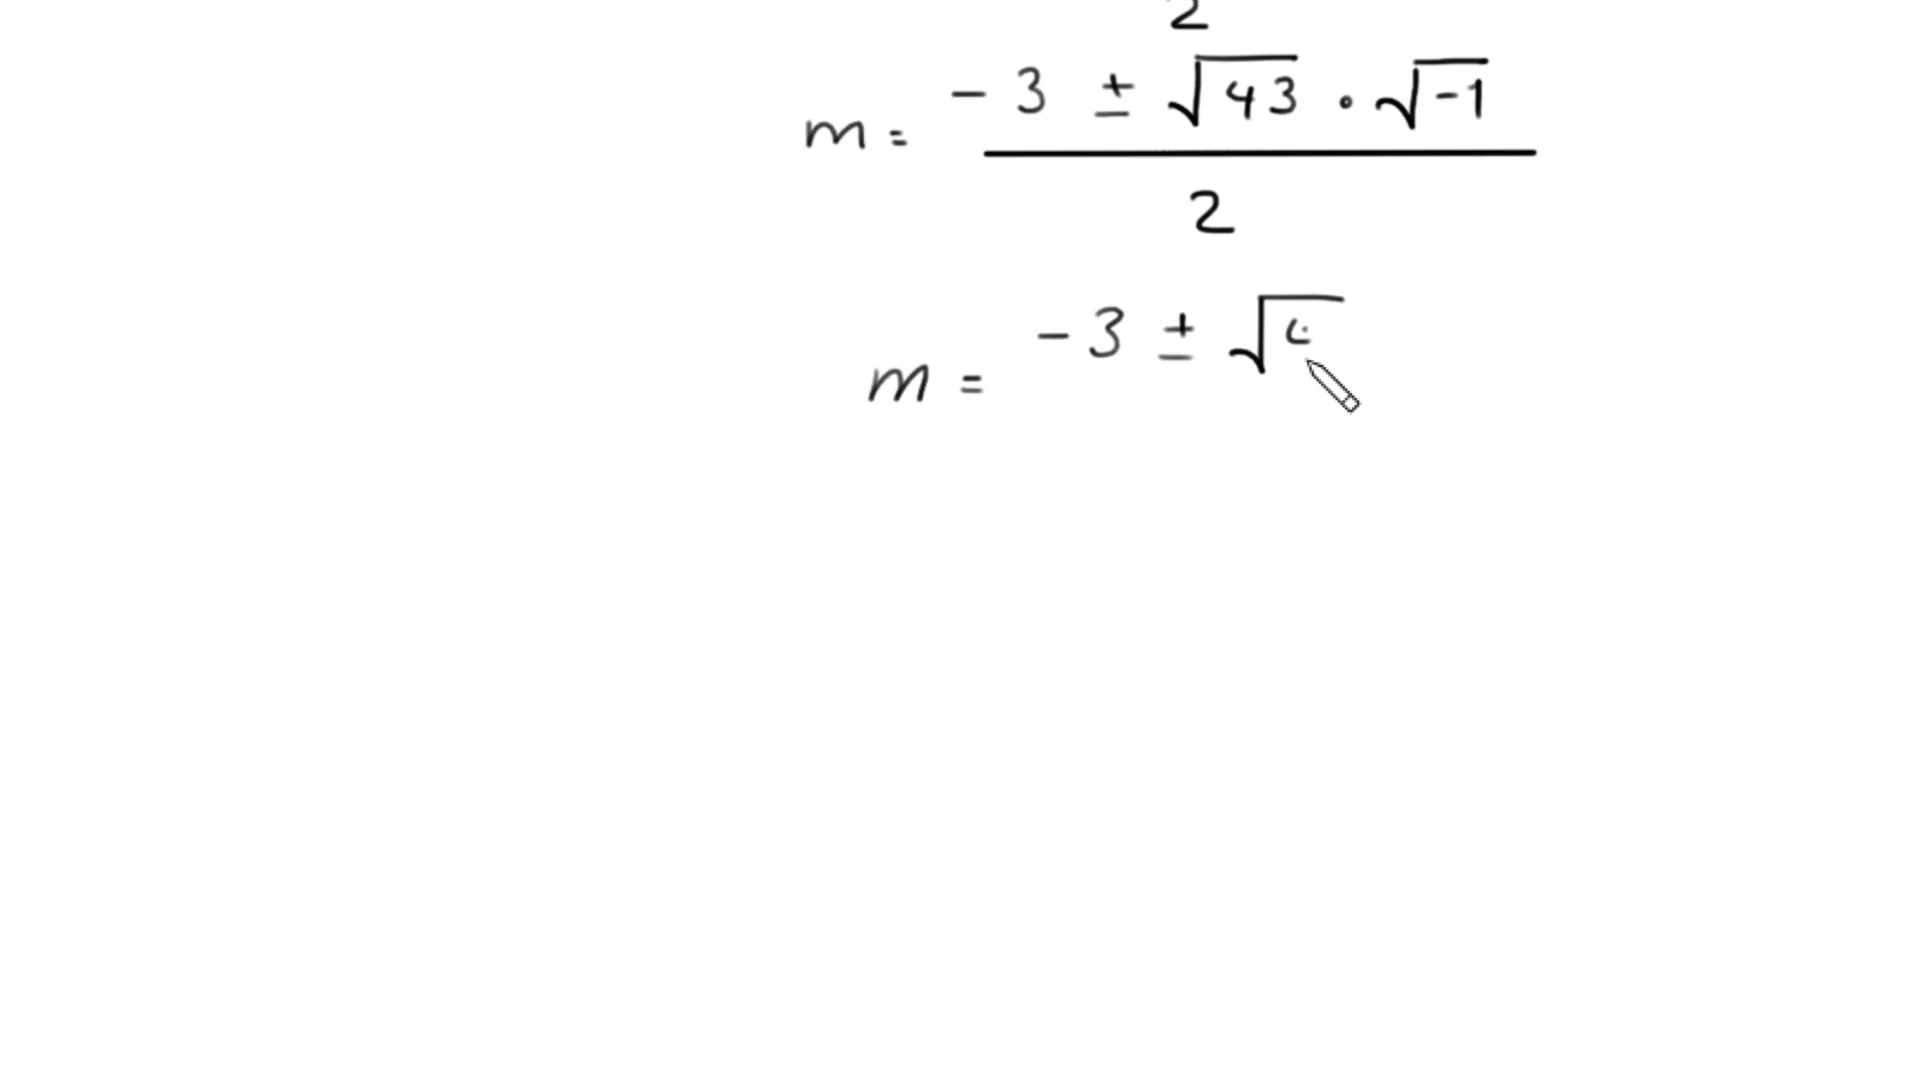 2
m = - 3 ± √43 · √-1
2
m = - 3 ± √